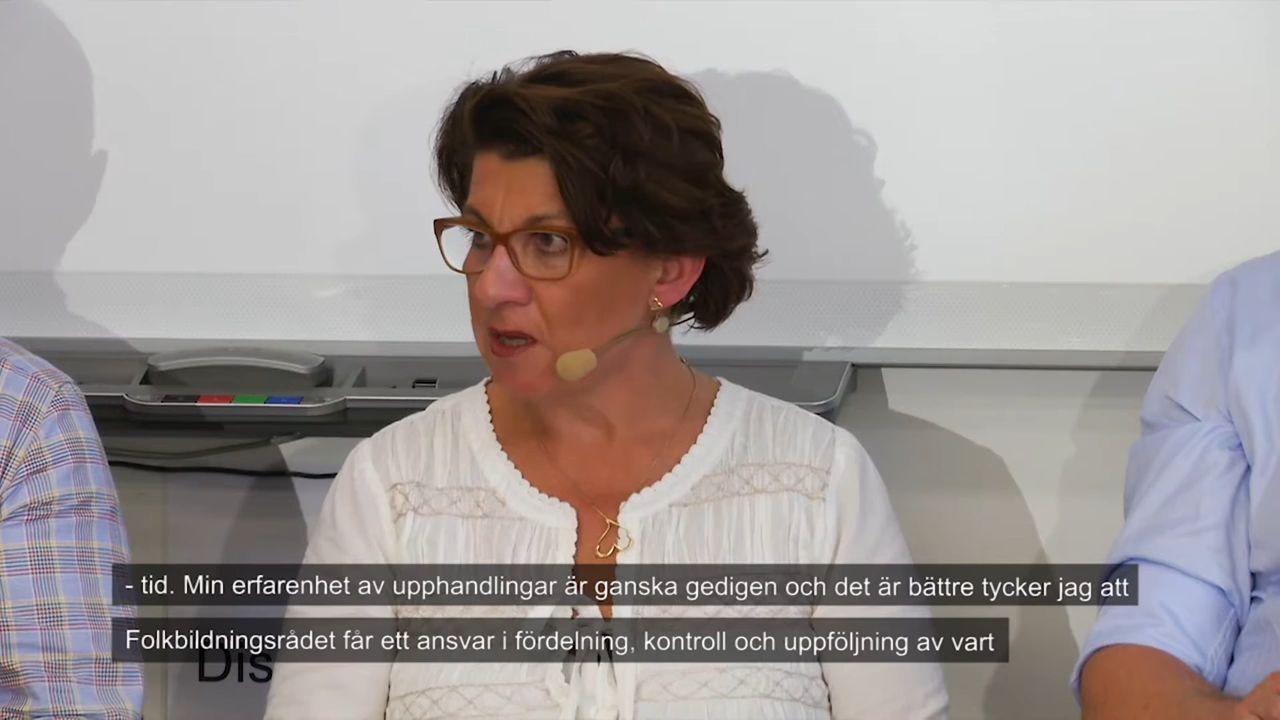 - tid. Min erfarenhet av upphandlingar är ganska gedigen och det är bättre tycker jag att
Folkbildningsrådet får ett ansvar i fördelning, kontroll och uppföljning av vart
Dis